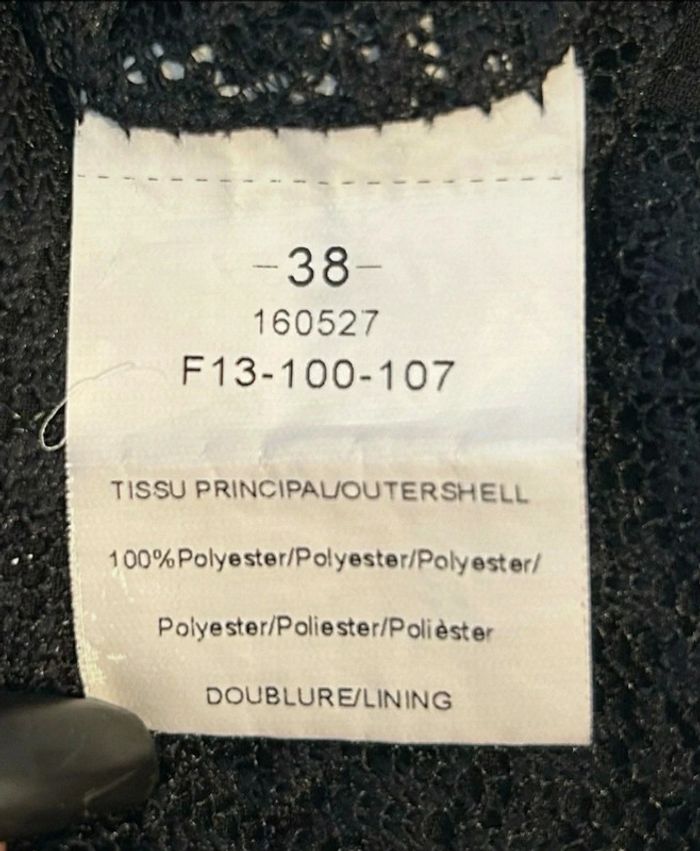 -38-
160527
F13-100-107
TISSU PRINCIPAL/OUTERSHELL
100%Polyester/Polyester/Polyester/
Polyester/Poliester/Polièster
DOUBLURE/LINING